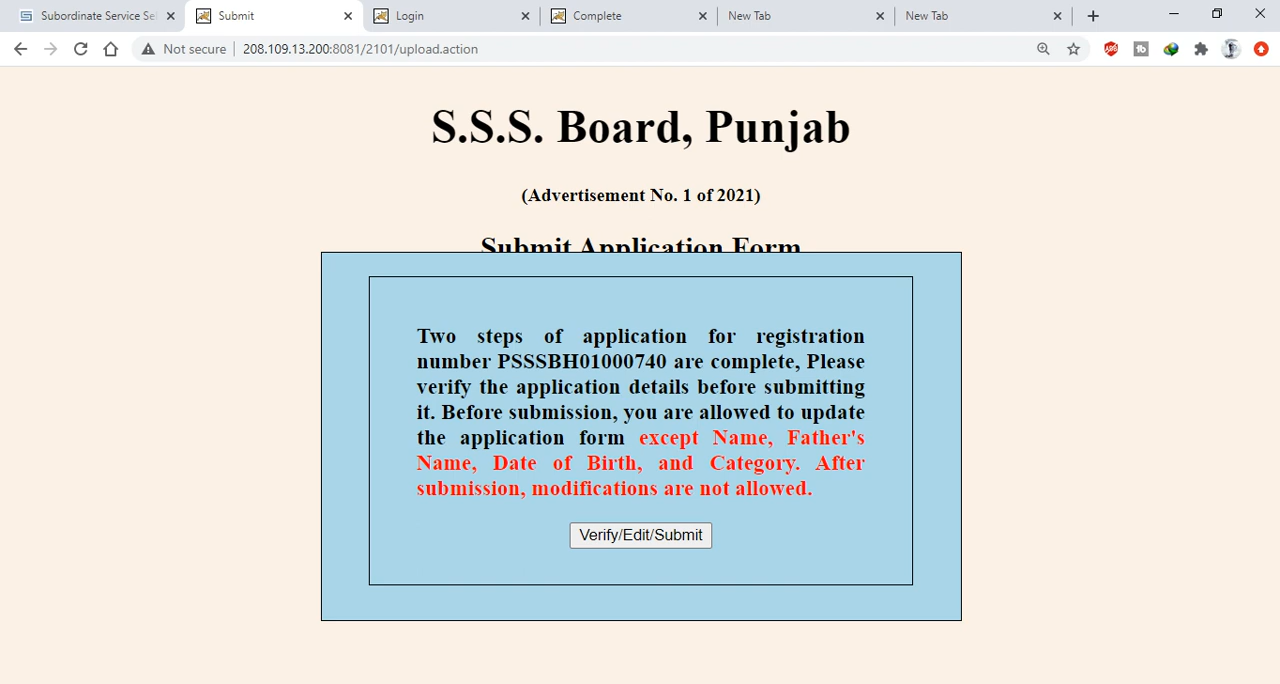 Subordinate Service Se
Submit
Login
Complete
New Tab
New Tab
Not secure
208.109.13.200:8081/2101/upload.action
S.S.S. Board, Punjab
(Advertisement No. 1 of 2021)
Submit Application Form
Two steps of application for registration
number PSSSBH01000740 are complete, Please
verify the application details before submitting
it. Before submission, you are allowed to update
the application form except Name, Father's
Name, Date of Birth, and Category. After
submission, modifications are not allowed.
Verify/Edit/Submit